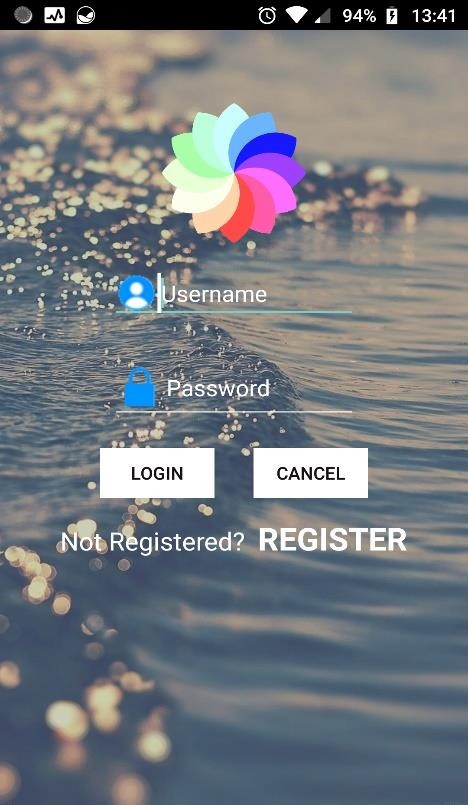 94% 13:41
Username
Password
LOGIN CANCEL
Not Registered? REGISTER